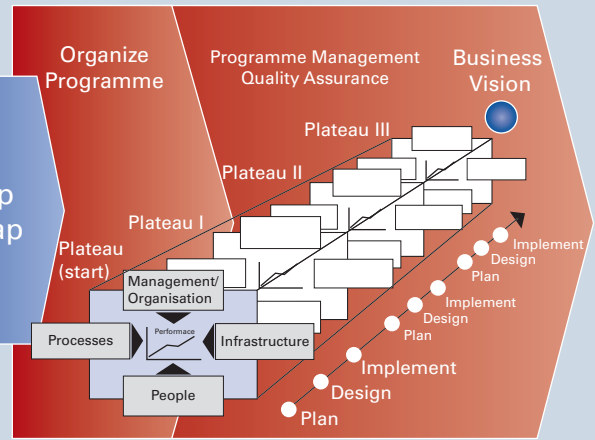 Organize
Programme
Programme Management
Quality Assurance
Business
Vision
Plateau III
Plateau II
Plateau I
Plateau
(start)
Management/
Organisation
Processes
Performace
Infrastructure
People
Plan
Design
Implement
Plan
Design
Implement
Plan
Design
Implement